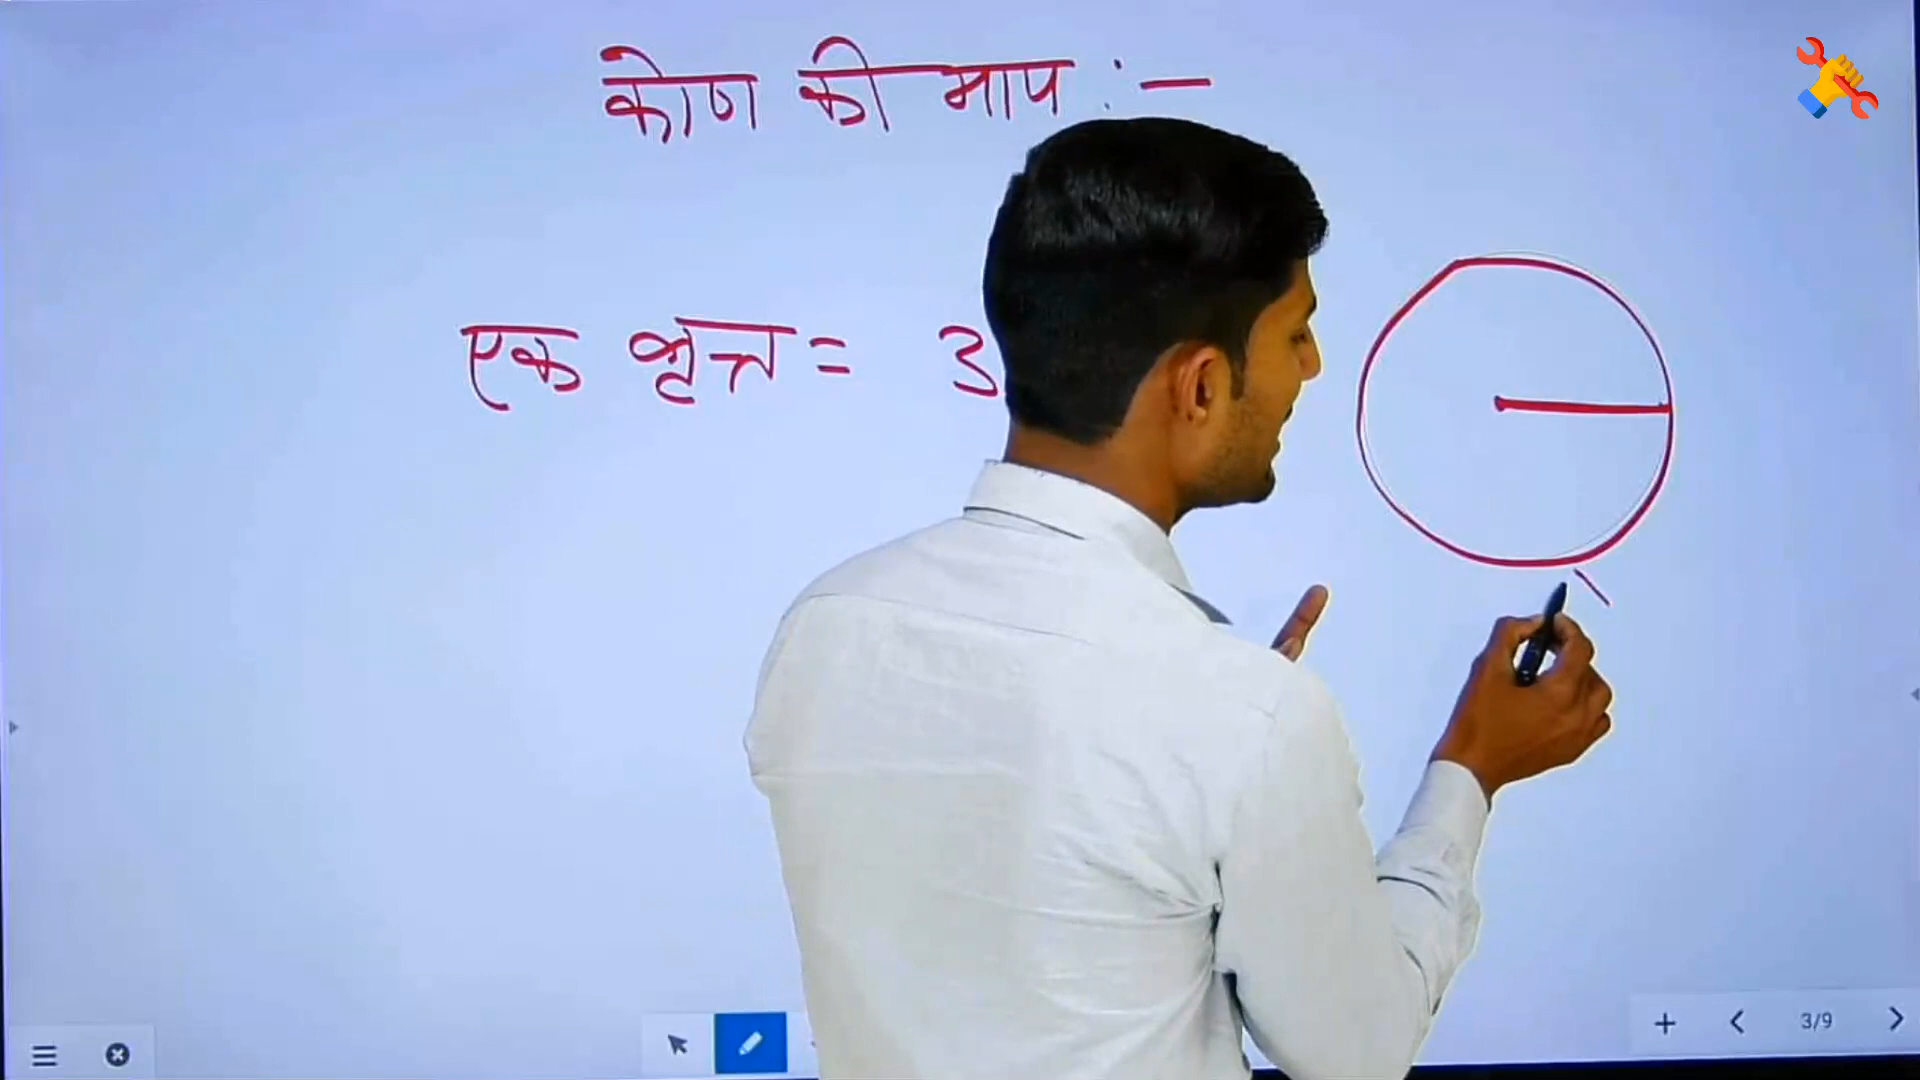 कोण की माप :-
एक वृत्त = 3
3/9